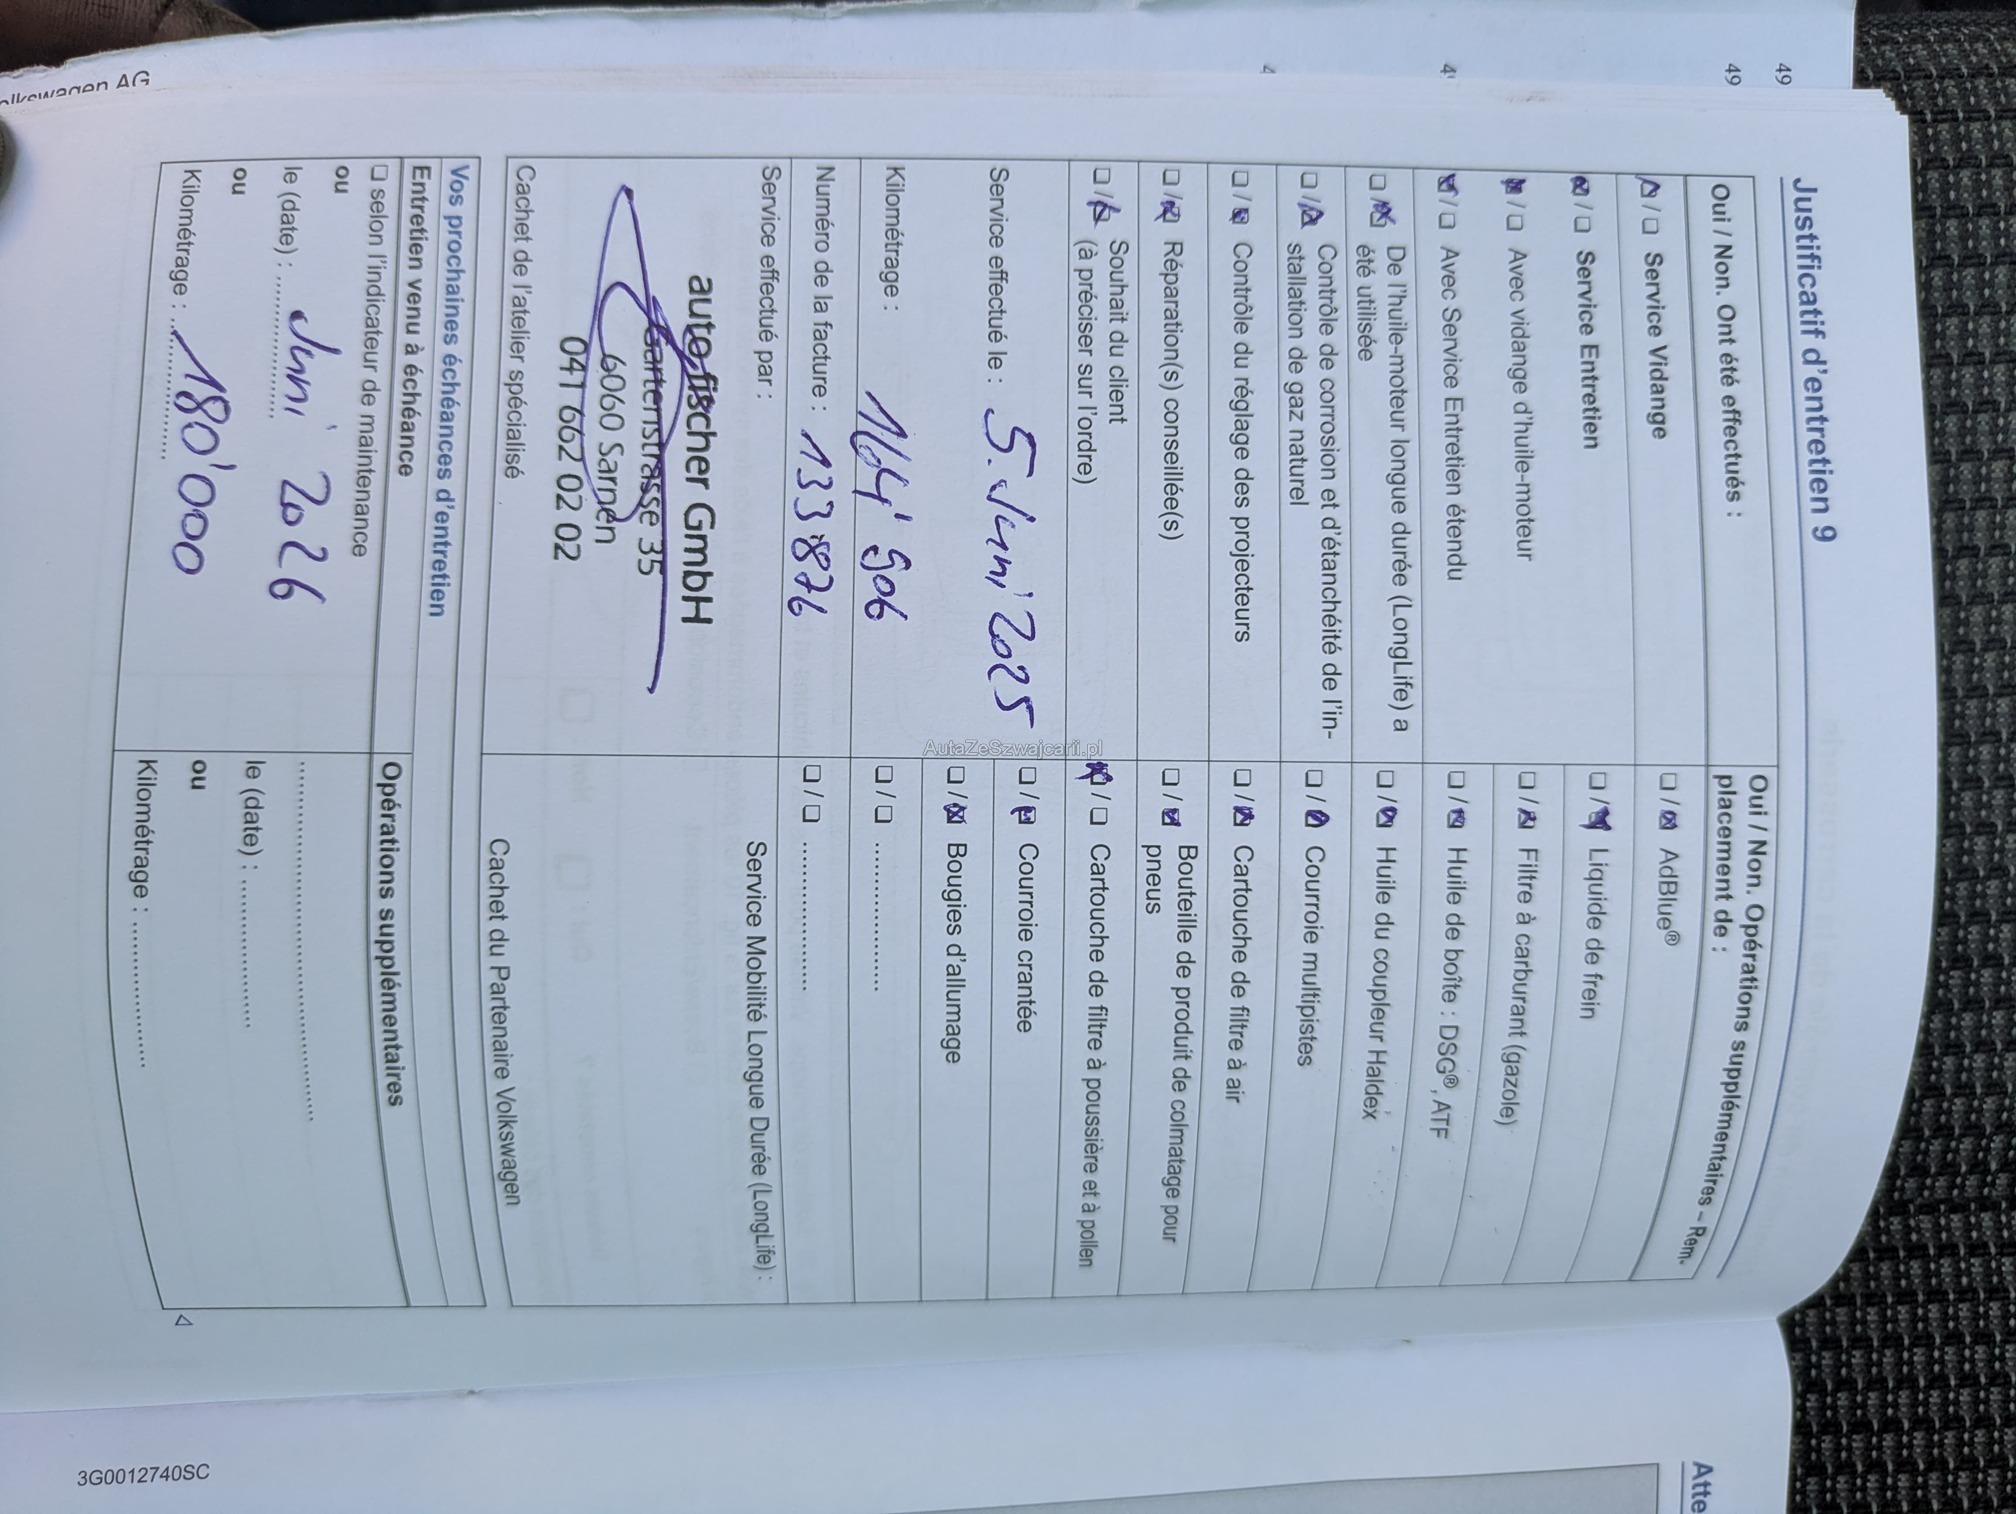 Justificatif d'entretien 9
Oui / Non. Ont été effectués :
☒ / ☐ Service Vidange
☒ / ☐ Service Entretien
☒ / ☐ Avec vidange d'huile-moteur
☒ / ☐ Avec Service Entretien étendu
☐ / ☒ De l'huile-moteur longue durée (LongLife) a
été utilisée
☐ / ☒ Contrôle de corrosion et d'étanchéité de l'in-
stallation de gaz naturel
☐ / ☒ Contrôle du réglage des projecteurs
☐ / ☒ Réparation(s) conseillée(s)
☐ / ☒ Souhait du client
(à préciser sur l'ordre)
Service effectué le : 5. Juni 2025
Kilométrage : 164'906
Numéro de la facture : 133876
Service effectué par :
auto fischer GmbH
Gartenstrasse 35
6060 Sarnen
041 662 02 02
Cachet de l'atelier spécialisé
Oui / Non. Opérations supplémentaires – Rem-
placement de :
☐ / ☒ AdBlue®
☐ / ☒ Liquide de frein
☐ / ☒ Filtre à carburant (gazole)
☐ / ☒ Huile de boîte : DSG®, ATF
☐ / ☒ Huile du coupleur Haldex
☐ / ☒ Courroie multipistes
☐ / ☒ Cartouche de filtre à air
☐ / ☒ Bouteille de produit de colmatage pour
pneus
☒ / ☐ Cartouche de filtre à poussière et à pollen
☐ / ☒ Courroie crantée
☐ / ☒ Bougies d'allumage
☐ / ☐ ..................
☐ / ☐ ..................
Service Mobilité Longue Durée (LongLife) :
Cachet du Partenaire Volkswagen
Vos prochaines échéances d'entretien
Entretien venu à échéance
☐ selon l'indicateur de maintenance
ou
le (date) : Juni 2026
ou
Kilométrage : 180'000
Opérations supplémentaires
..................................
le (date) : ..................
ou
Kilométrage : ..................
AutaZeSzwajcarii.pl
3G0012740SC
Atte
49
49
olkswagen AG